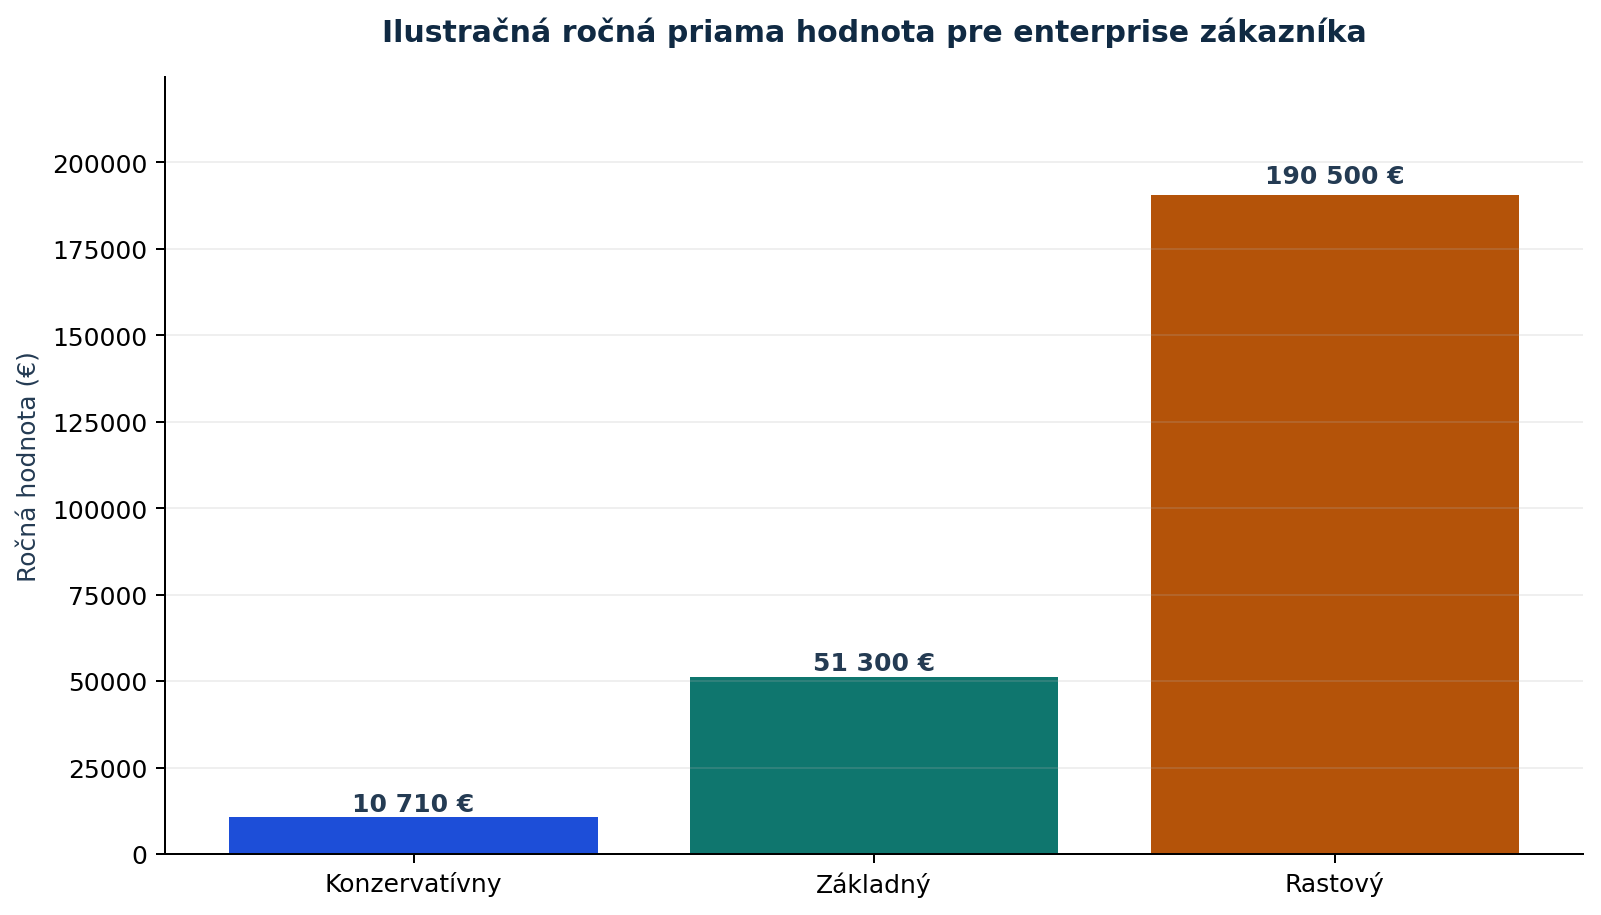 Ilustračná ročná priama hodnota pre enterprise zákazníka
Ročná hodnota (€)
200000
175000
150000
125000
100000
75000
50000
25000
0
10 710 €
51 300 €
190 500 €
Konzervatívny
Základný
Rastový